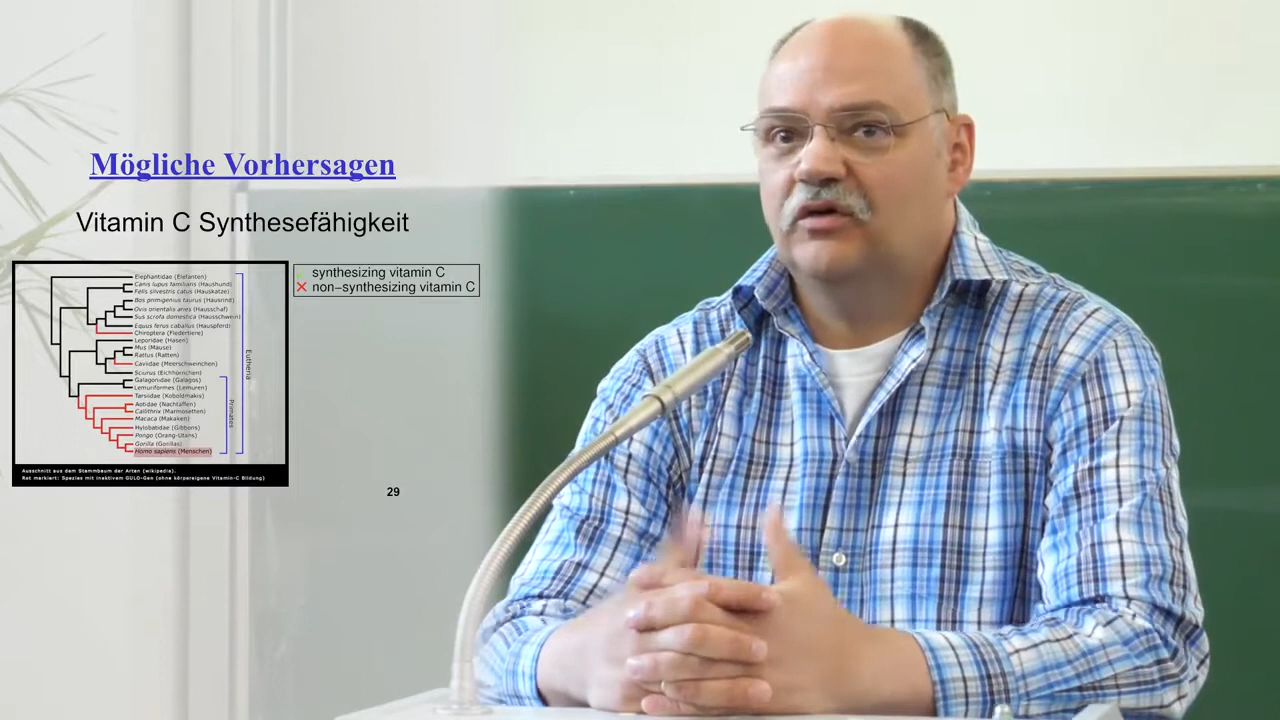 Mögliche Vorhersagen
Vitamin C Synthesefähigkeit
synthesizing vitamin C
non-synthesizing vitamin C
Elephantidae (Elefanten)
Canis lupus familiaris (Haushund)
Felis silvestris catus (Hauskatze)
Bos primigenius taurus (Hausrind)
Ovis orientalis aries (Hausschaf)
Sus scrofa domestica (Hausschwein)
Equus ferus caballus (Hauspferd)
Chiroptera (Fledertiere)
Leporidae (Hasen)
Mus (Mäuse)
Rattus (Ratten)
Cavidae (Meerschweinchen)
Sciurus (Eichhörnchen)
Galagonidae (Galagos)
Lemuriformes (Lemuren)
Tarsiidae (Koboldmakis)
Aotidae (Nachtaffen)
Callithrix (Marmosetten)
Macaca (Makaken)
Hylobatidae (Gibbons)
Pongo (Orang-Utans)
Gorilla (Gorillas)
Homo sapiens (Menschen)
Eutheria
Primates
Ausschnitt aus dem Stammbaum der Arten (wikipedia).
Rot markiert: Spezies mit inaktivem GULO-Gen (ohne körpereigene Vitamin-C Bildung)
29